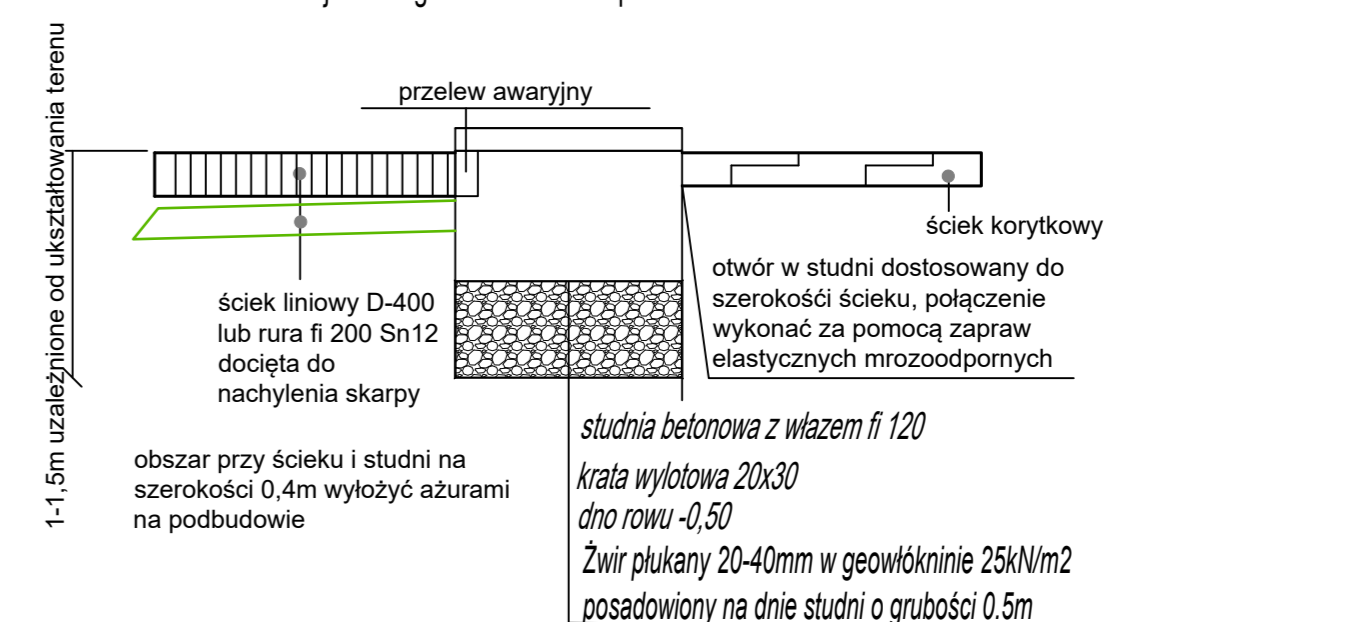 1-1,5m uzależnione od ukształtowania terenu
przelew awaryjny
ściek korytkowy
otwór w studni dostosowany do
szerokośći ścieku, połączenie
wykonać za pomocą zapraw
elastycznych mrozoodpornych
ściek liniowy D-400
lub rura fi 200 Sn12
docięta do
nachylenia skarpy
obszar przy ścieku i studni na
szerokości 0,4m wyłożyć ażurami
na podbudowie
studnia betonowa z włazem fi 120
krata wylotowa 20x30
dno rowu -0,50
Żwir płukany 20-40mm w geowłókninie 25kN/m2
posadowiony na dnie studni o grubości 0.5m